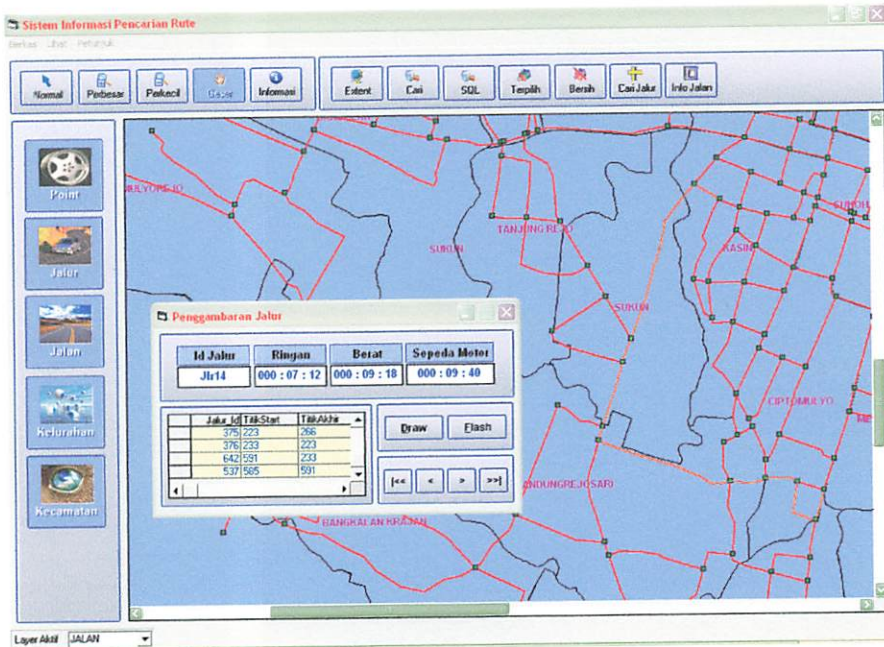 Sistem Informasi Pencarian Rute
Berkas Lihat Petunjuk
Normal Perbesar Perkecil Geser Informasi Extent Cari SQL Terpilih Bersih Cari Jalur Info Jalan
Point
Jalur
Jalan
Kelurahan
Kecamatan
MULYOREJO
SUKUN
TANJUNG REJO
KASIN
SUKUN
CIPTOMULYO
ANDUNGREJOSARI
BANGKALAN KRAJAN
Penggambaran Jalur
Id Jalur Ringan Berat Sepeda Motor
Jlr14 000 : 07 : 12 000 : 09 : 18 000 : 09 : 40
Jalur_Id TitikStart TitikAkhir
375 223 266
376 233 223
642 591 233
537 585 591
Draw Flash
|<< < > >>|
Layer Aktif JALAN